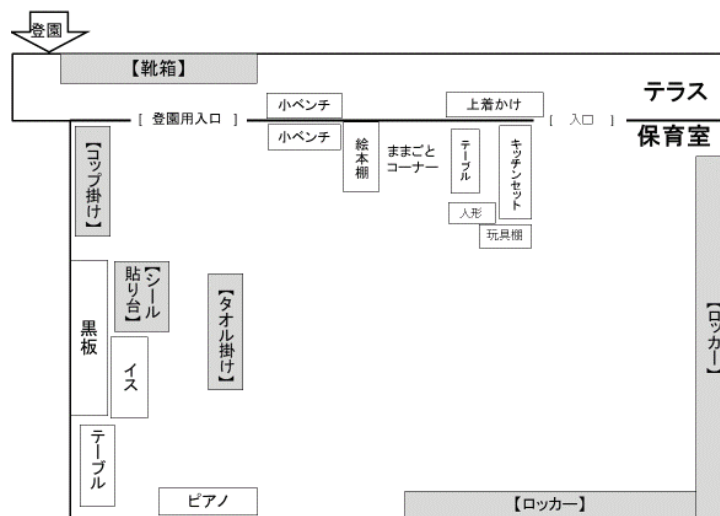 登園
【靴箱】
テラス
小ベンチ
上着かけ
[ 登園用入口 ]
[ 入口 ]
保育室
小ベンチ
絵本棚
ままごと
コーナー
テーブル
キッチンセット
【コップ掛け】
人形
玩具棚
【シール
貼り台】
黒板
【タオル掛け】
【ロッカー】
イス
テーブル
ピアノ
【ロッカー】